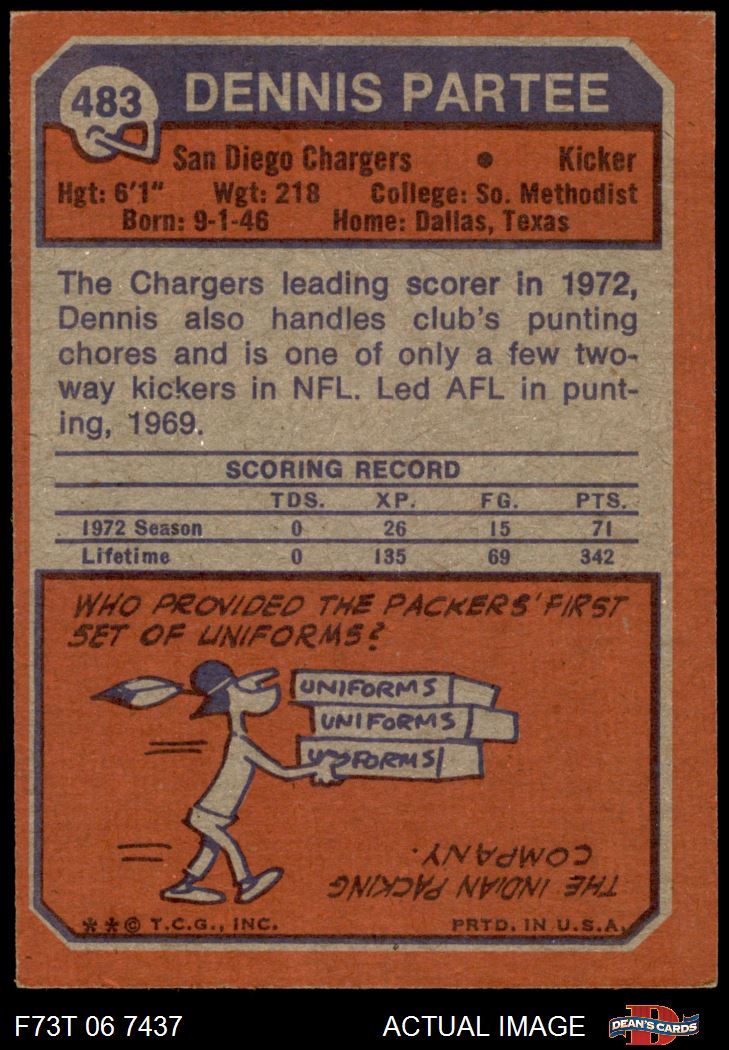 483 DENNIS PARTEE
San Diego Chargers • Kicker
Hgt: 6'1" Wgt: 218 College: So. Methodist
Born: 9-1-46 Home: Dallas, Texas
The Chargers leading scorer in 1972,
Dennis also handles club's punting
chores and is one of only a few two-
way kickers in NFL. Led AFL in punt-
ing, 1969.
SCORING RECORD
TDS. XP. FG. PTS.
1972 Season 0 26 15 71
Lifetime 0 135 69 342
WHO PROVIDED THE PACKERS' FIRST
SET OF UNIFORMS?
UNIFORMS
UNIFORMS
UNIFORMS
THE INDIAN PACKING
COMPANY.
**© T.C.G., INC. PRTD. IN U.S.A.
F73T 06 7437 ACTUAL IMAGE DEAN'S CARDS